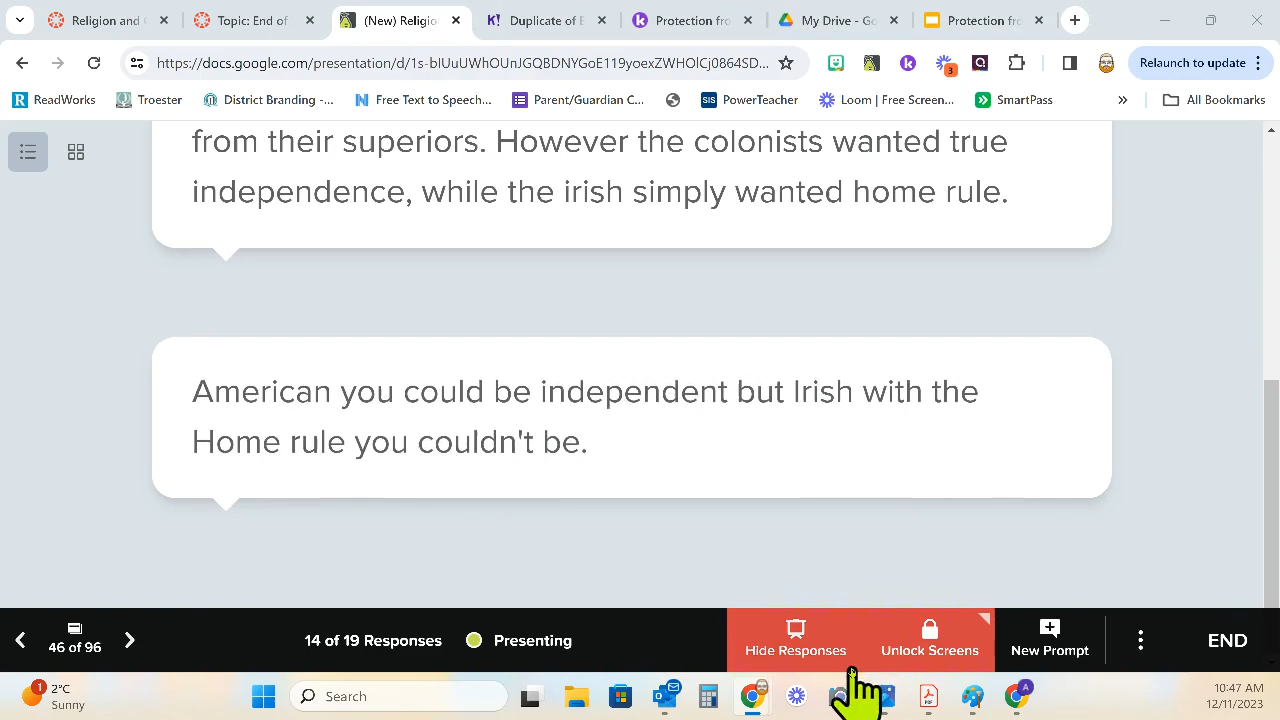 Religion and
Topic: End of
(New) Religio
K! Duplicate of
Protection fro
My Drive - Go
Protection fro
https://docs.google.com/presentation/d/1s-blUuUWhOUnJGQBDNYGoE119yoexZWHOlCj0864SD...
3
Relaunch to update
R ReadWorks
Troester
District Branding -...
N Free Text to Speech...
Parent/Guardian C...
SIS PowerTeacher
Loom | Free Screen...
SmartPass
All Bookmarks
from their superiors. However the colonists wanted true
independence, while the irish simply wanted home rule.
American you could be independent but Irish with the
Home rule you couldn't be.
46 of 96
14 of 19 Responses
Presenting
Hide Responses
Unlock Screens
New Prompt
END
1
2°C
Sunny
Search
PDF
A
10:47 AM
12/11/2023